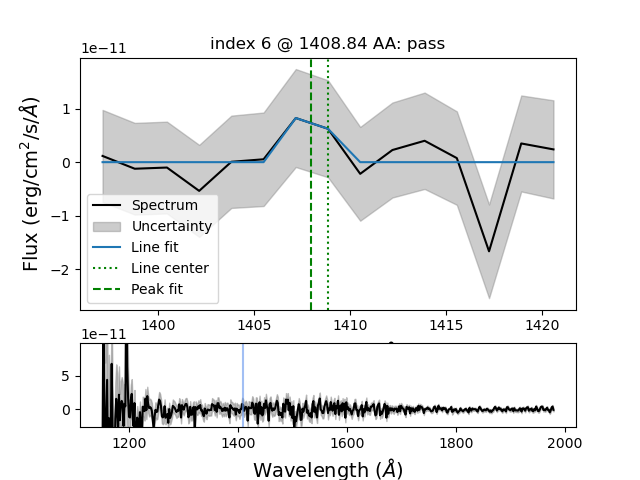 index 6 @ 1408.84 AA: pass
1e−11
Flux (erg/cm²/s/Å)
1
0
−1
−2
Spectrum
Uncertainty
Line fit
Line center
Peak fit
1400 1405 1410 1415 1420
1e−11
5
0
1200 1400 1600 1800 2000
Wavelength (Å)